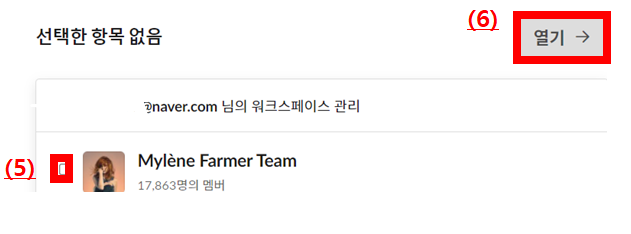 (6)
선택한 항목 없음
열기 →
@naver.com 님의 워크스페이스 관리
(5)
Mylène Farmer Team
17,863명의 멤버